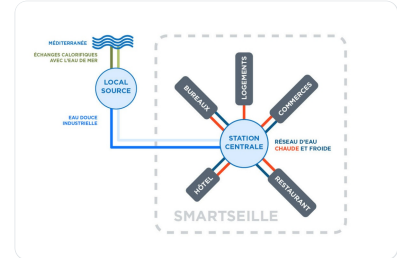 MÉDITERRANÉE
ÉCHANGES CALORIFIQUES
AVEC L'EAU DE MER
LOCAL
SOURCE
EAU DOUCE
INDUSTRIELLE
BUREAUX
LOGEMENTS
COMMERCES
STATION
CENTRALE
RÉSEAU D'EAU
CHAUDE ET FROIDE
HÔTEL
RESTAURANT
SMARTSEILLE